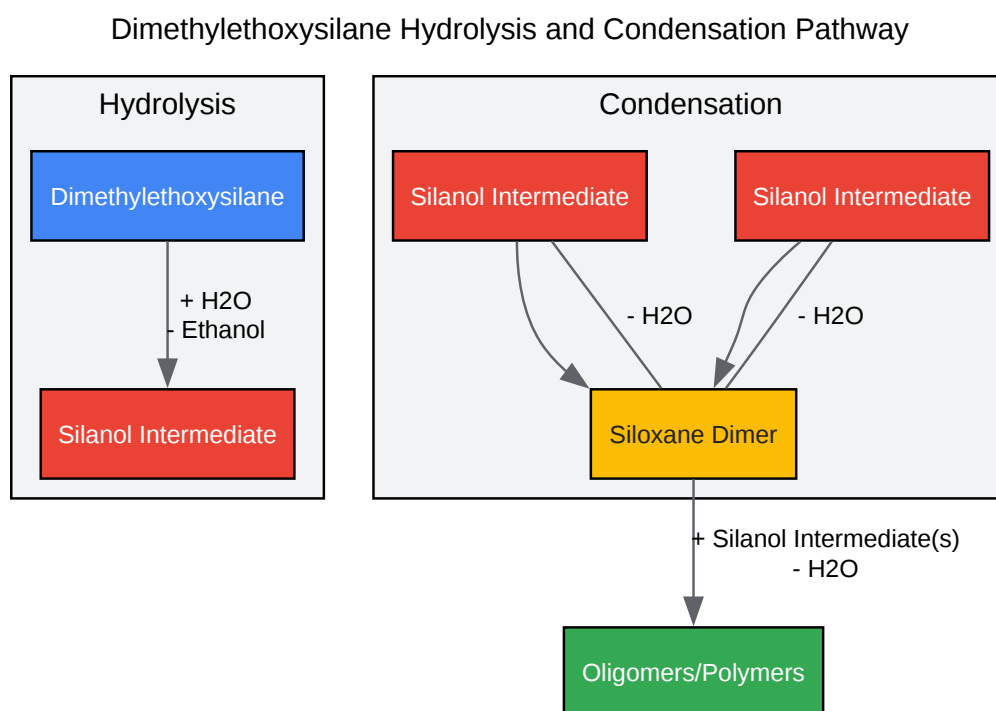 Dimethylethoxysilane Hydrolysis and Condensation Pathway
Hydrolysis
Dimethylethoxysilane
+ H2O
- Ethanol
Silanol Intermediate
Condensation
Silanol Intermediate
Silanol Intermediate
- H2O
- H2O
Siloxane Dimer
+ Silanol Intermediate(s)
- H2O
Oligomers/Polymers